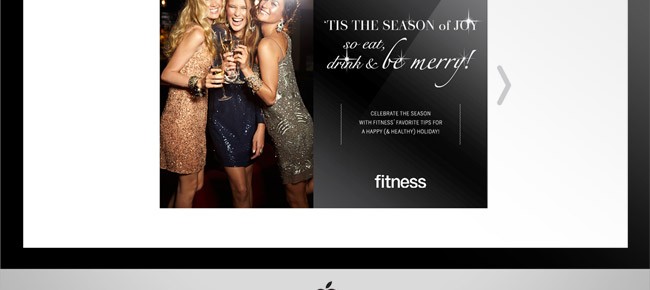 'TIS THE SEASON of JOY
so eat,
drink & be merry!
CELEBRATE THE SEASON
WITH FITNESS' FAVORITE TIPS FOR
A HAPPY (& HEALTHY) HOLIDAY!
fitness